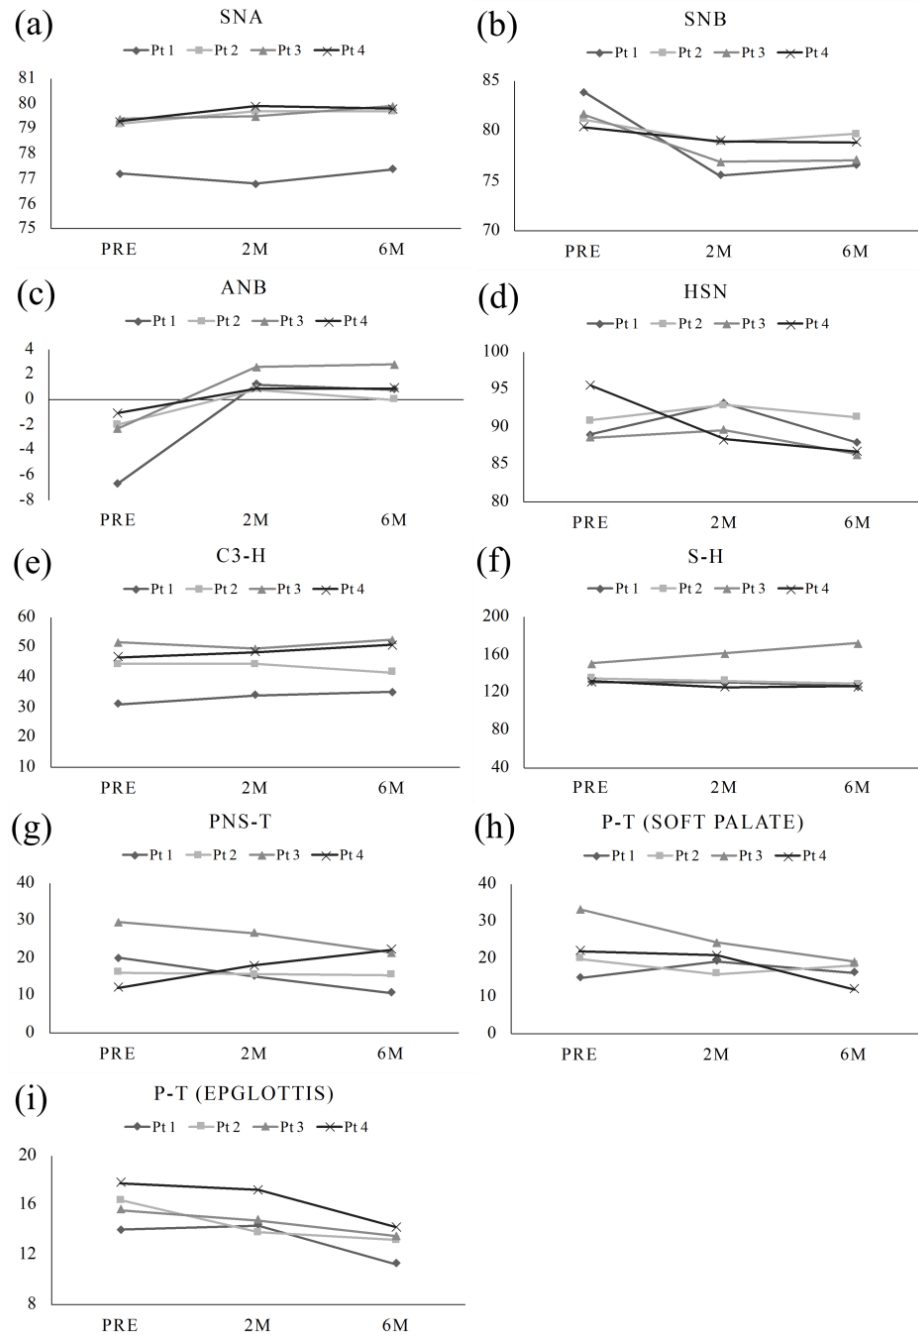 (a)
SNA
Pt 1 Pt 2 Pt 3 Pt 4
81
80
79
78
77
76
75
PRE 2M 6M
(b)
SNB
Pt 1 Pt 2 Pt 3 Pt 4
85
80
75
70
PRE 2M 6M
(c)
ANB
Pt 1 Pt 2 Pt 3 Pt 4
4
2
0
-2
-4
-6
-8
PRE 2M 6M
(d)
HSN
Pt 1 Pt 2 Pt 3 Pt 4
100
95
90
85
80
PRE 2M 6M
(e)
C3-H
Pt 1 Pt 2 Pt 3 Pt 4
60
50
40
30
20
10
PRE 2M 6M
(f)
S-H
Pt 1 Pt 2 Pt 3 Pt 4
200
160
120
80
40
PRE 2M 6M
(g)
PNS-T
Pt 1 Pt 2 Pt 3 Pt 4
40
30
20
10
0
PRE 2M 6M
(h)
P-T (SOFT PALATE)
Pt 1 Pt 2 Pt 3 Pt 4
40
30
20
10
0
PRE 2M 6M
(i)
P-T (EPGLOTTIS)
Pt 1 Pt 2 Pt 3 Pt 4
20
16
12
8
PRE 2M 6M